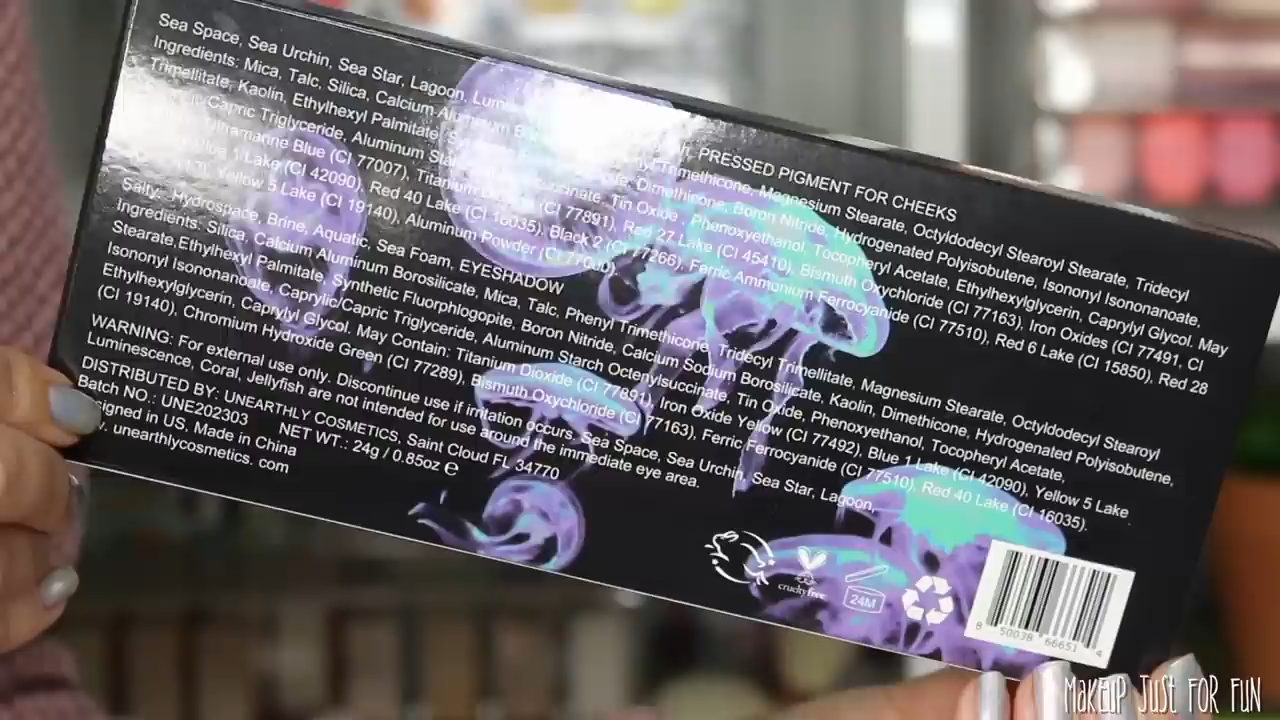 Sea Space, Sea Urchin, Sea Star, Lagoon, PRESSED PIGMENT FOR CHEEKS
Ingredients: Mica, Talc, Silica, Calcium Aluminum Trimethicone, Magnesium Stearate, Octyldodecyl Stearoyl Stearate, Tridecyl
Trimellitate, Kaolin, Ethylhexyl Palmitate, Dimethicone, Boron Nitride, Hydrogenated Polyisobutene, Isononyl Isononanoate,
Capric Triglyceride, Aluminum Tin Oxide, Phenoxyethanol, Tocopheryl Acetate, Ethylhexylglycerin, Caprylyl Glycol. May
Blue (CI 77007), Titanium (CI 77891), Red 27 Lake (CI 45410), Bismuth Oxychloride (CI 77163), Iron Oxides (CI 77491, CI
Lake (CI 42090), Red 40 Lake (CI 16035), Black 2 (CI 77266), Ferric Ammonium Ferrocyanide (CI 77510), Red 6 Lake (CI 15850), Red 28
Yellow 5 Lake (CI 19140), Aluminum Powder
Salty: Hydrospace, Brine, Aquatic, Sea Foam, EYESHADOW
Ingredients: Silica, Calcium Aluminum Borosilicate, Mica, Talc, Phenyl Trimethicone, Tridecyl Trimellitate, Magnesium Stearate, Octyldodecyl Stearoyl
Stearate, Ethylhexyl Palmitate, Synthetic Fluorphlogopite, Boron Nitride, Calcium Sodium Borosilicate, Kaolin, Dimethicone, Hydrogenated Polyisobutene,
Isononyl Isononanoate, Caprylic/Capric Triglyceride, Aluminum Starch Octenylsuccinate, Tin Oxide, Phenoxyethanol, Tocopheryl Acetate,
Ethylhexylglycerin, Caprylyl Glycol. May Contain: Titanium Dioxide (CI 77891), Iron Oxide Yellow (CI 77492), Blue 1 Lake (CI 42090), Yellow 5 Lake
(CI 19140), Chromium Hydroxide Green (CI 77289), Bismuth Oxychloride (CI 77163), Ferric Ferrocyanide (CI 77510), Red 40 Lake (CI 16035).
WARNING: For external use only. Discontinue use if irritation occurs. Sea Space, Sea Urchin, Sea Star, Lagoon,
Luminescence, Coral, Jellyfish are not intended for use around the immediate eye area.
DISTRIBUTED BY: UNEARTHLY COSMETICS, Saint Cloud FL 34770
Batch NO.: UNE202303 NET WT.: 24g / 0.85oz ℮
in US. Made in China
unearthlycosmetics. com
crueltyfree
24M
8 50038 66651 4
MAKEUP JUST FOR FUN